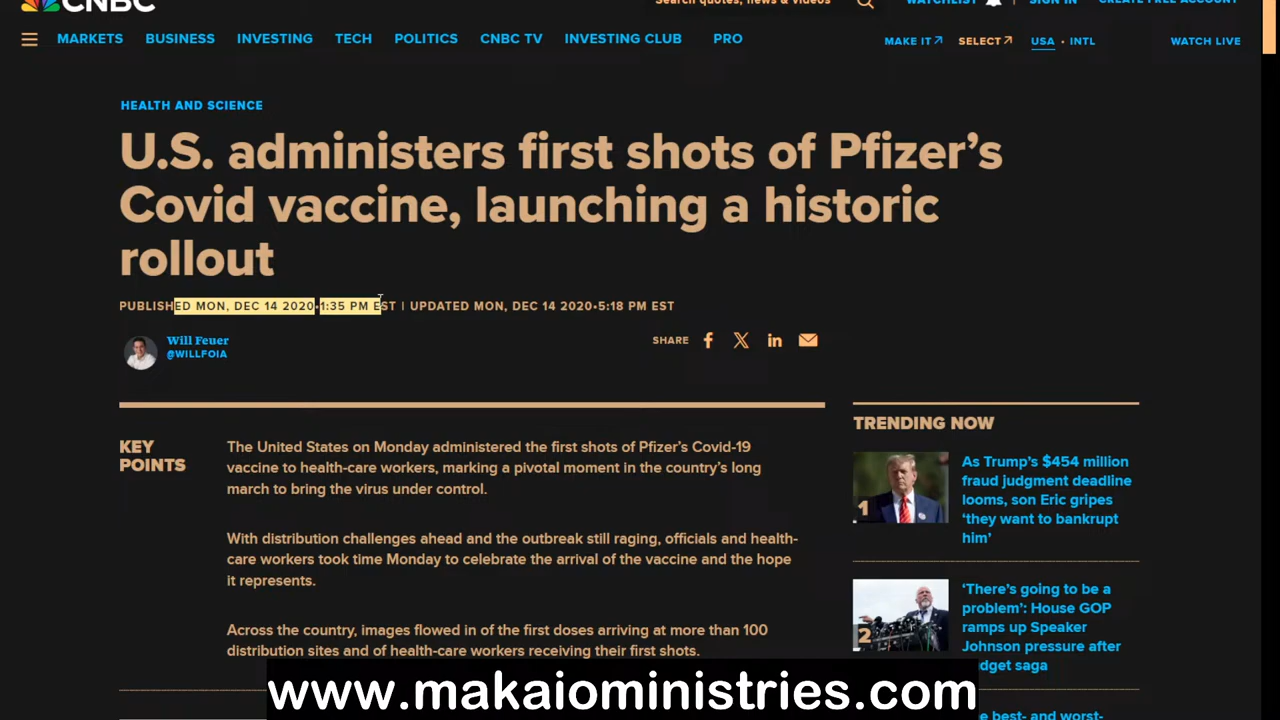 CNBC
Search quotes, news & videos
WATCHLIST
SIGN IN
CREATE FREE ACCOUNT
MARKETS BUSINESS INVESTING TECH POLITICS CNBC TV INVESTING CLUB PRO
MAKE IT SELECT USA • INTL WATCH LIVE
HEALTH AND SCIENCE
U.S. administers first shots of Pfizer’s
Covid vaccine, launching a historic
rollout
PUBLISHED MON, DEC 14 2020•1:35 PM EST | UPDATED MON, DEC 14 2020•5:18 PM EST
Will Feuer
@WILLFOIA
SHARE
KEY
POINTS
The United States on Monday administered the first shots of Pfizer’s Covid-19
vaccine to health-care workers, marking a pivotal moment in the country’s long
march to bring the virus under control.
With distribution challenges ahead and the outbreak still raging, officials and health-
care workers took time Monday to celebrate the arrival of the vaccine and the hope
it represents.
Across the country, images flowed in of the first doses arriving at more than 100
distribution sites and of health-care workers receiving their first shots.
TRENDING NOW
1
As Trump’s $454 million
fraud judgment deadline
looms, son Eric gripes
‘they want to bankrupt
him’
2
‘There’s going to be a
problem’: House GOP
ramps up Speaker
Johnson pressure after
saga
best- and worst-
www.makaioministries.com